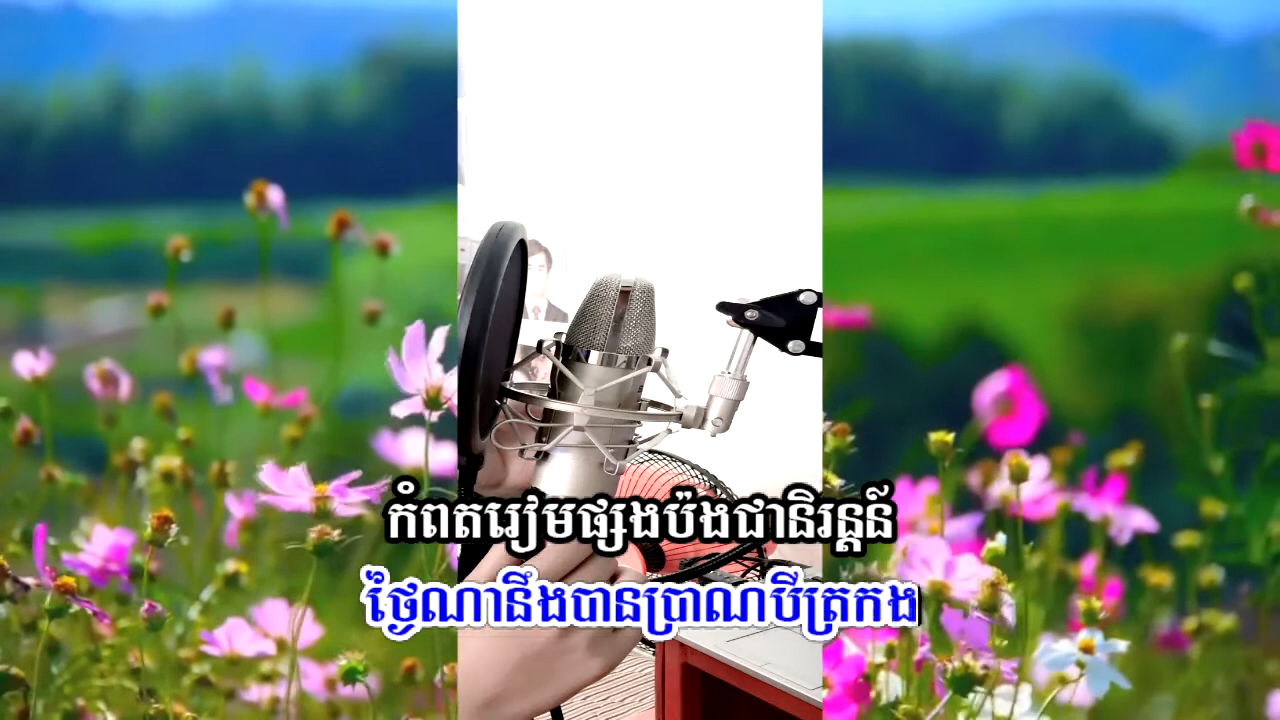 កំពតរៀមផ្សងប៉ងជានិរន្តន៍
ថ្ងៃណានឹងបានប្រាណបីត្រកង